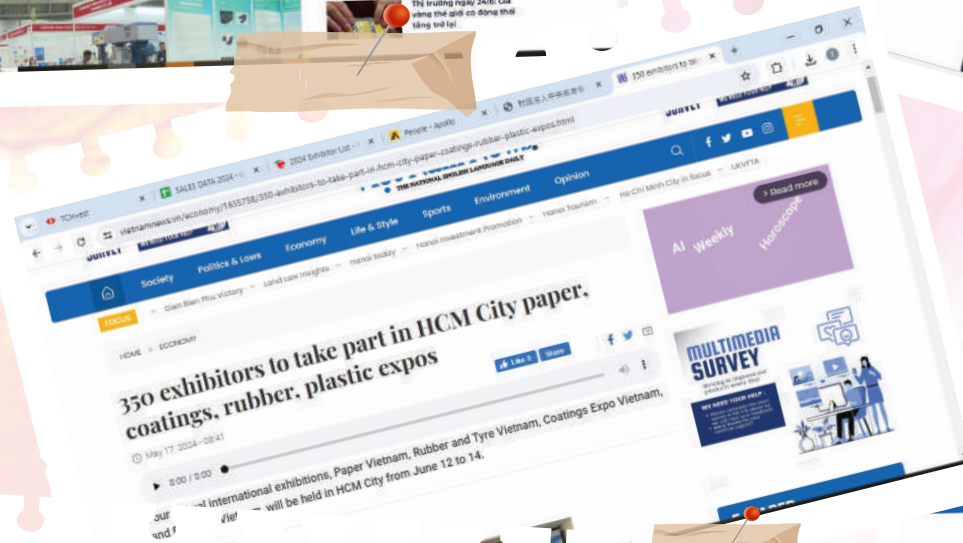 Thị trường ngày 24/6: Giá
vàng thế giới có động thái
tăng trở lại
TCInvest
SALES DATA 2024 -
2024 Exhibitor List -
People - Apollo
350 exhibitors to
vietnamnews.vn/economy/1655758/350-exhibitors-to-take-part-in-hcm-city-paper-coatings-rubber-plastic-expos.html
SURVEY
THE NATIONAL ENGLISH LANGUAGE DAILY
Society
Politics & Laws
Economy
Life & Style
Sports
Environment
Opinion
FOCUS
Dien Bien Phu Victory
Land Law Insights
Hanoi Today
Hanoi Investment Promotion
Hanoi Tourism
Ho Chi Minh City in focus
UKVFTA
HOME > ECONOMY
350 exhibitors to take part in HCM City paper,
coatings, rubber, plastic expos
May 17, 2024 - 08:41
Like 0
Share
0:00 / 0:00
international exhibitions, Paper Vietnam, Rubber and Tyre Vietnam, Coatings Expo Vietnam,
will be held in HCM City from June 12 to 14.
Read more
AI Weekly
Horoscope
MULTIMEDIA
SURVEY
WE NEED YOUR HELP :